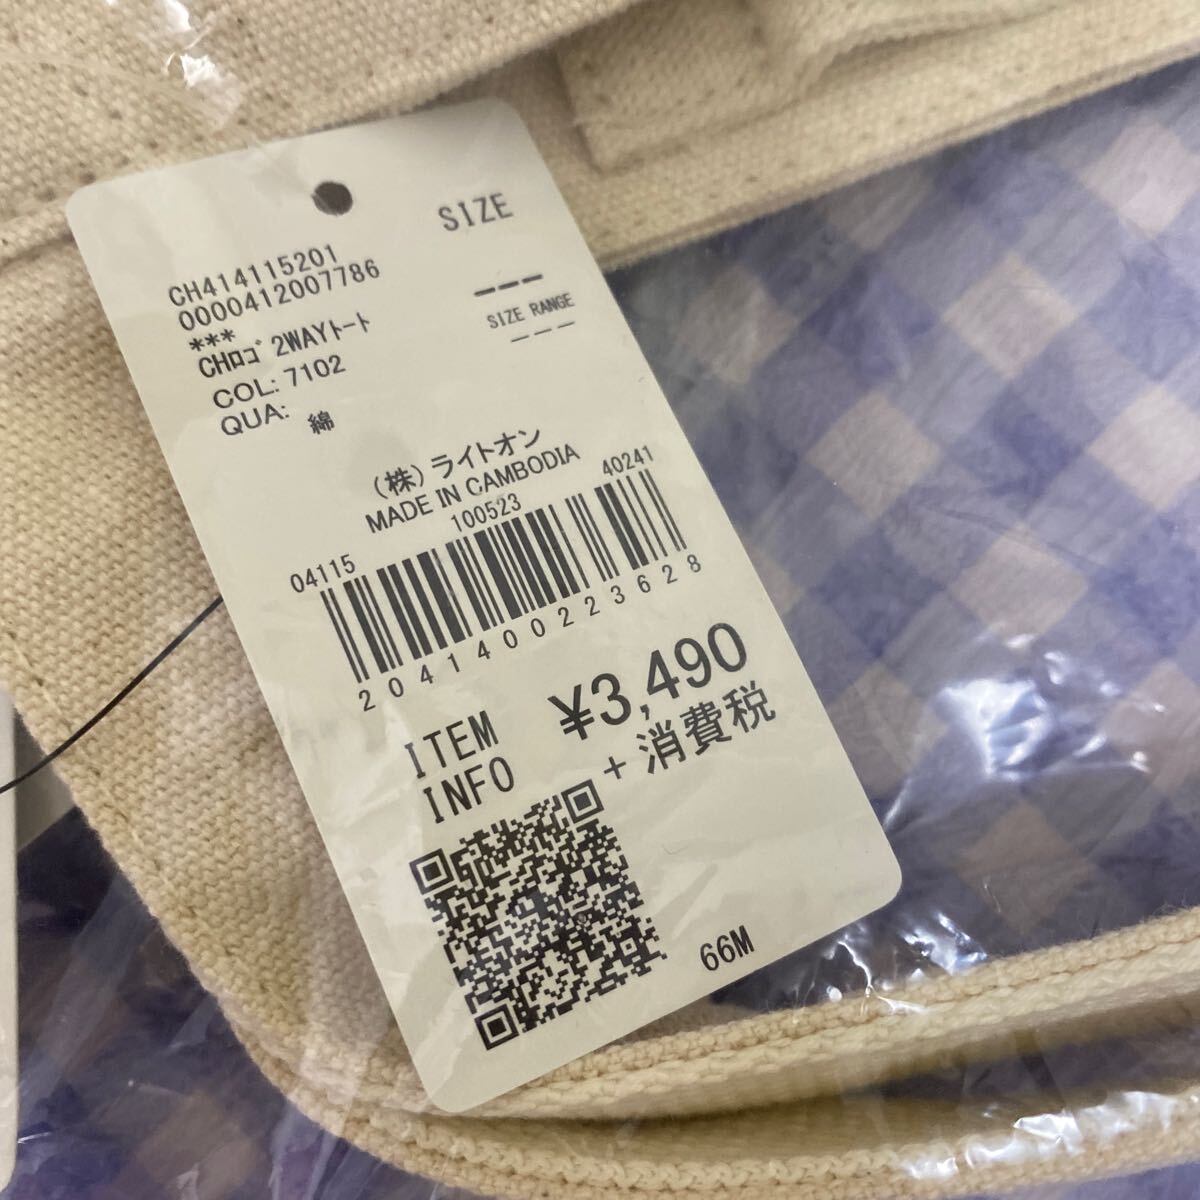 SIZE
CH414115201
0000412007786
***
---
CHロゴ 2WAYトート
SIZE RANGE
---
COL: 7102
QUA:
綿
(株)ライトオン
MADE IN CAMBODIA
04115 100523 40241
2041400223628
ITEM INFO
¥3,490
+消費税
66M